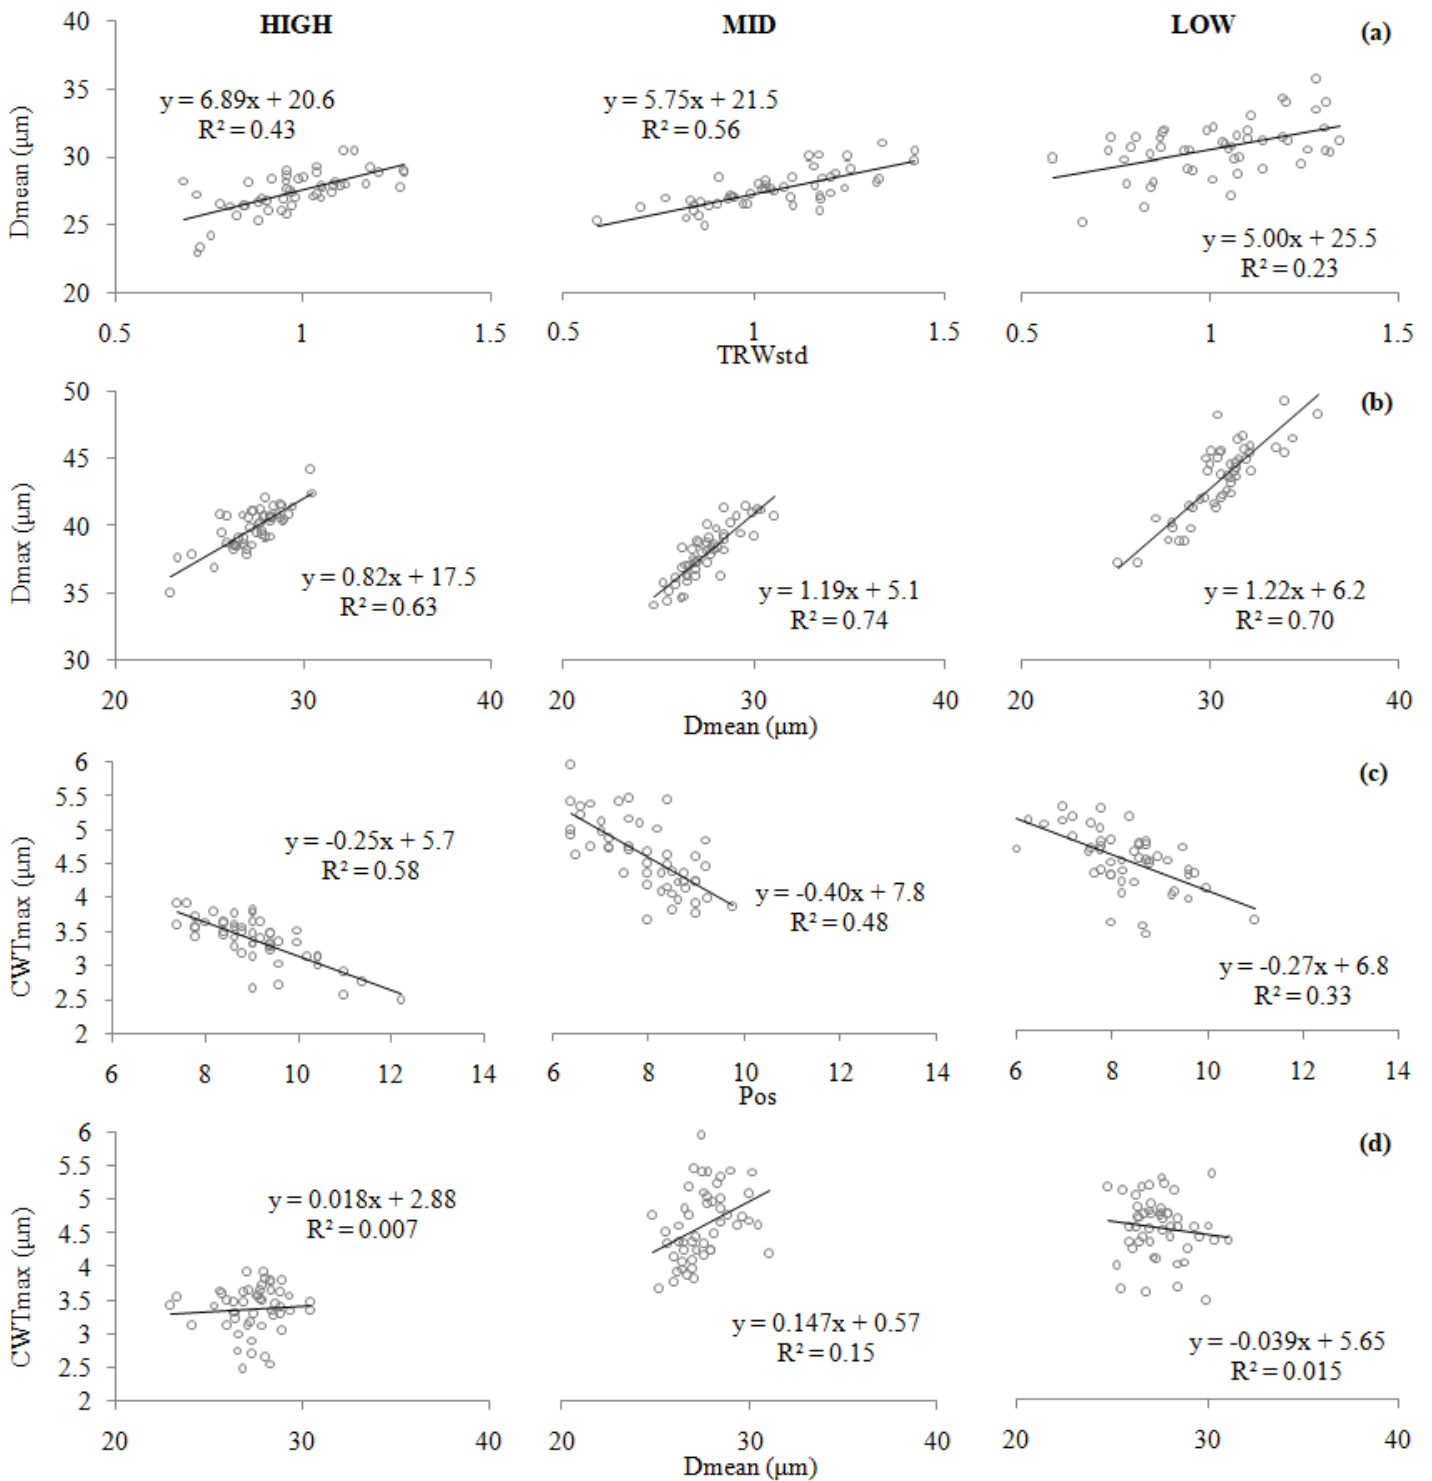 HIGH MID LOW (a)
40
35
30
25
20
Dmean (μm)
y = 6.89x + 20.6
R² = 0.43
y = 5.75x + 21.5
R² = 0.56
y = 5.00x + 25.5
R² = 0.23
0.5 1 1.5 0.5 1 1.5 0.5 1 1.5
TRWstd
(b)
50
45
40
35
30
Dmax (μm)
y = 0.82x + 17.5
R² = 0.63
y = 1.19x + 5.1
R² = 0.74
y = 1.22x + 6.2
R² = 0.70
20 30 40 20 30 40 20 30 40
Dmean (μm)
(c)
6
5.5
5
4.5
4
3.5
3
2.5
2
CWTmax (μm)
y = -0.25x + 5.7
R² = 0.58
y = -0.40x + 7.8
R² = 0.48
y = -0.27x + 6.8
R² = 0.33
6 8 10 12 14 6 8 10 12 14 6 8 10 12 14
Pos
(d)
6
5.5
5
4.5
4
3.5
3
2.5
2
CWTmax (μm)
y = 0.018x + 2.88
R² = 0.007
y = 0.147x + 0.57
R² = 0.15
y = -0.039x + 5.65
R² = 0.015
20 30 40 20 30 40 20 30 40
Dmean (μm)